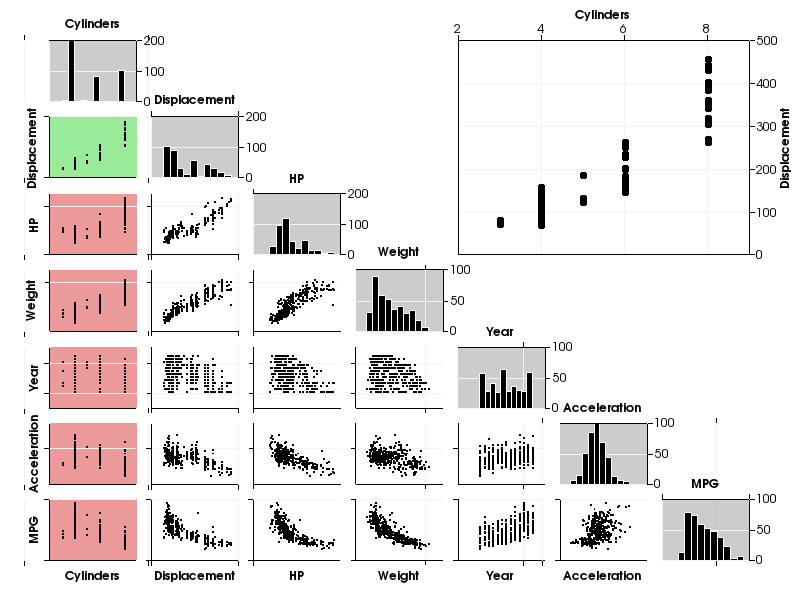 Cylinders
Cylinders
2 4 6 8
200
100
0
500
400
300
200
100
0
Displacement
Displacement
Displacement
200
100
0
HP
HP
200
100
0
Weight
Weight
100
50
0
Year
Year
100
50
0
Acceleration
Acceleration
100
50
0
MPG
MPG
100
50
0
Cylinders Displacement HP Weight Year Acceleration